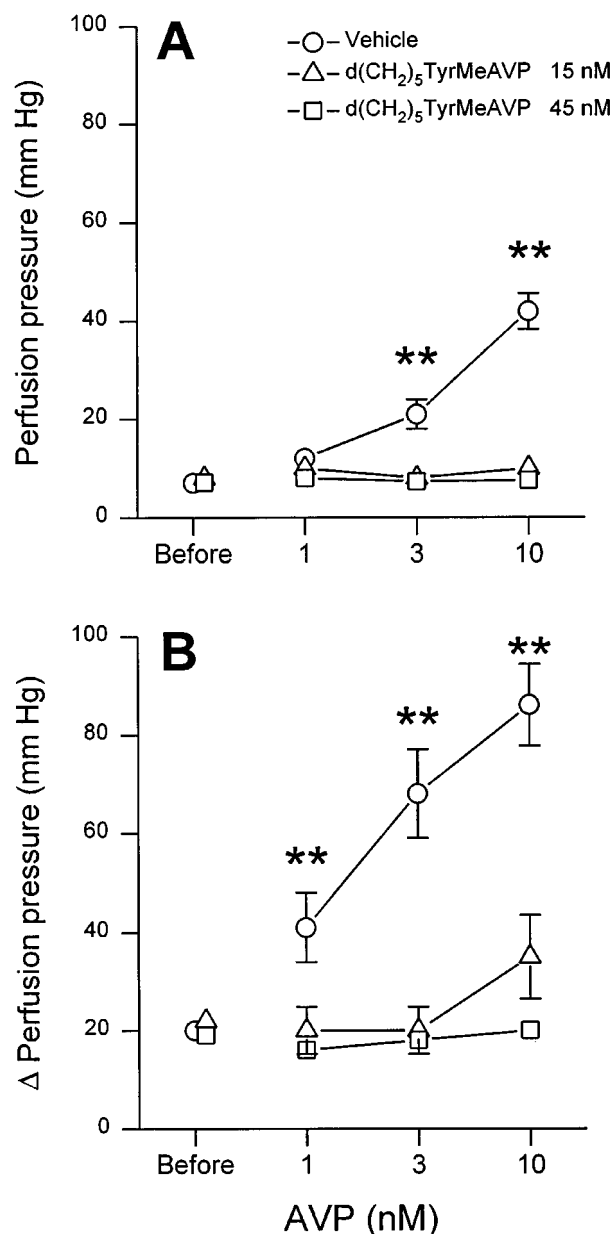 A
Vehicle
d(CH₂)₅TyrMeAVP 15 nM
d(CH₂)₅TyrMeAVP 45 nM
Perfusion pressure (mm Hg)
100
80
60
40
20
0
**
**
Before
1
3
10
B
Δ Perfusion pressure (mm Hg)
100
80
60
40
20
0
**
**
**
Before
1
3
10
AVP (nM)